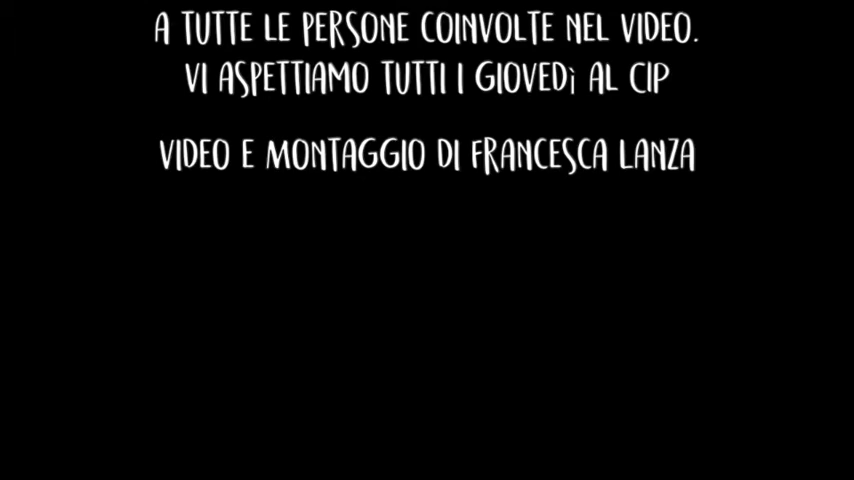 A TUTTE LE PERSONE COINVOLTE NEL VIDEO.
VI ASPETTIAMO TUTTI I GIOVEDì AL CIP
VIDEO E MONTAGGIO DI FRANCESCA LANZA